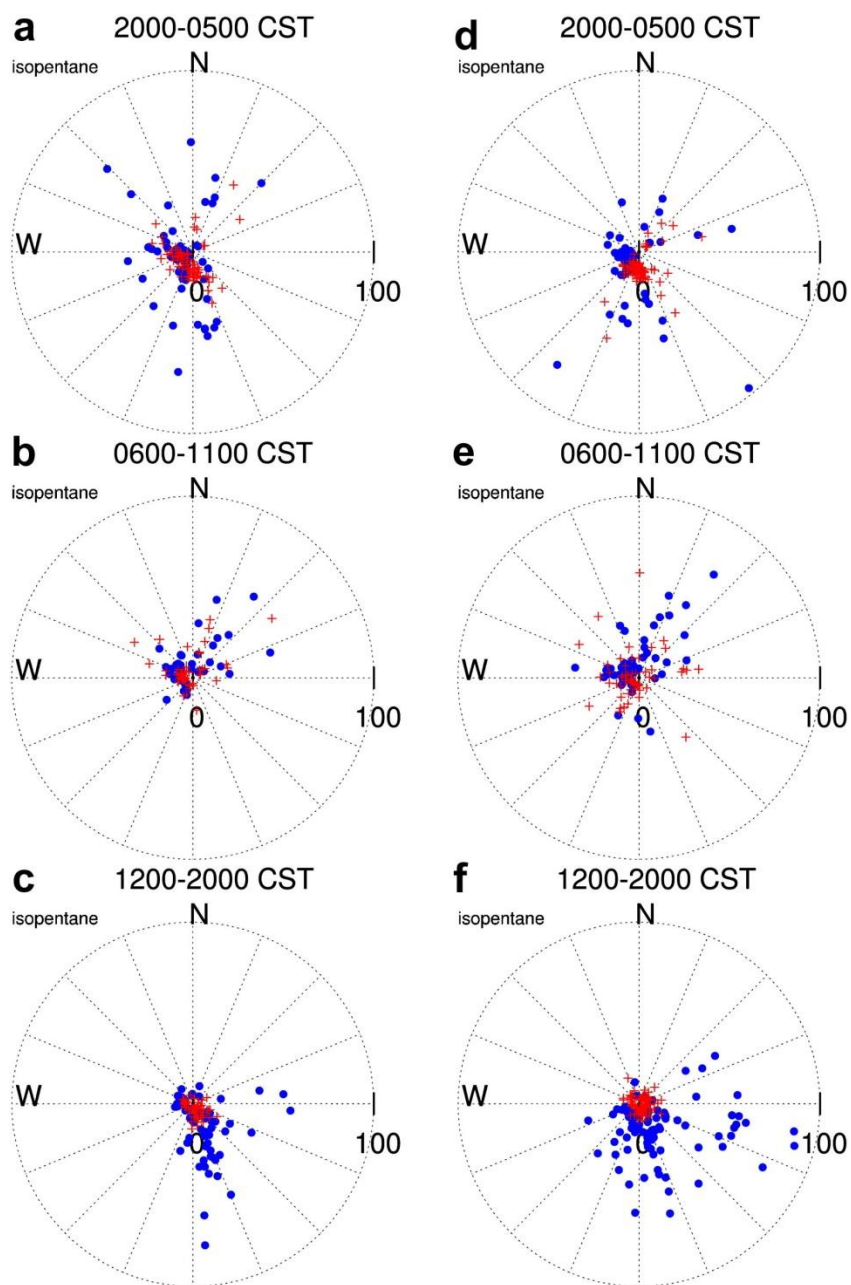 a 2000-0500 CST
isopentane N
W
0 100
d 2000-0500 CST
isopentane N
W
0 100
b 0600-1100 CST
isopentane N
W
0 100
e 0600-1100 CST
isopentane N
W
0 100
c 1200-2000 CST
isopentane N
W
0 100
f 1200-2000 CST
isopentane N
W
0 100